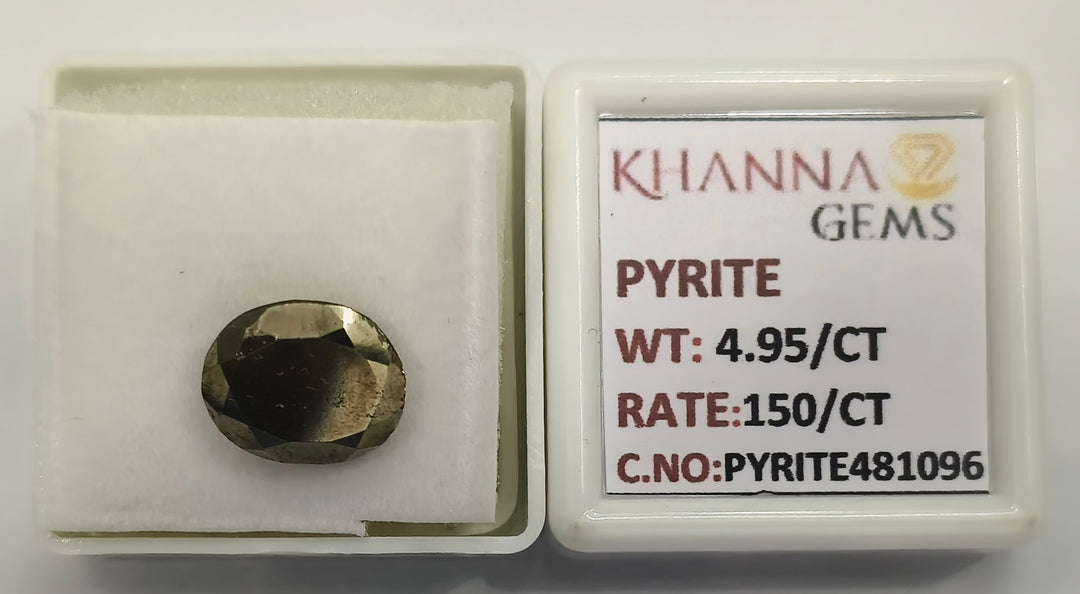 KHANNA
GEMS
PYRITE
WT: 4.95/CT
RATE:150/CT
C.NO:PYRITE481096